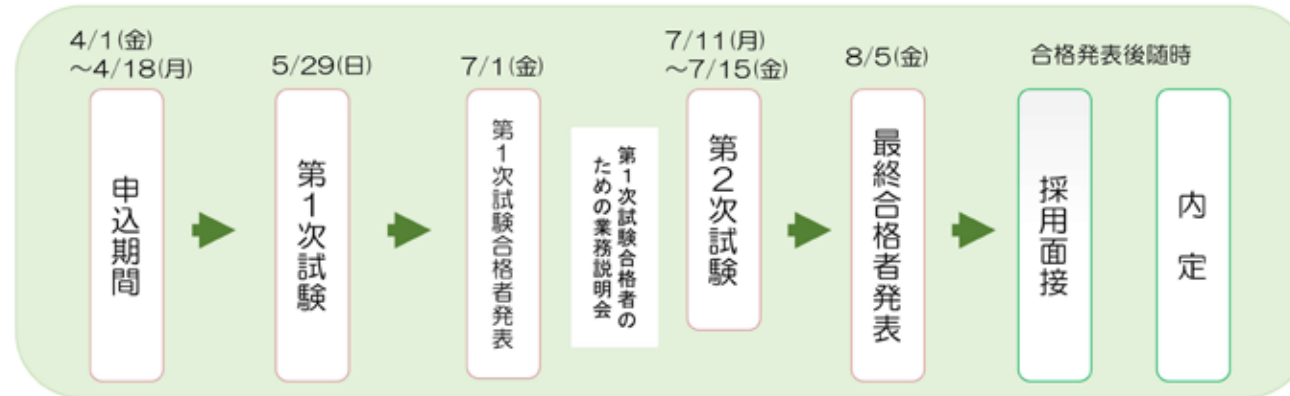 4/1(金)
～4/18(月)
申込期間
5/29(日)
第1次試験
7/1(金)
第1次試験合格者発表
第1次試験合格者の
ための業務説明会
7/11(月)
～7/15(金)
第2次試験
8/5(金)
最終合格者発表
合格発表後随時
採用面接
内定